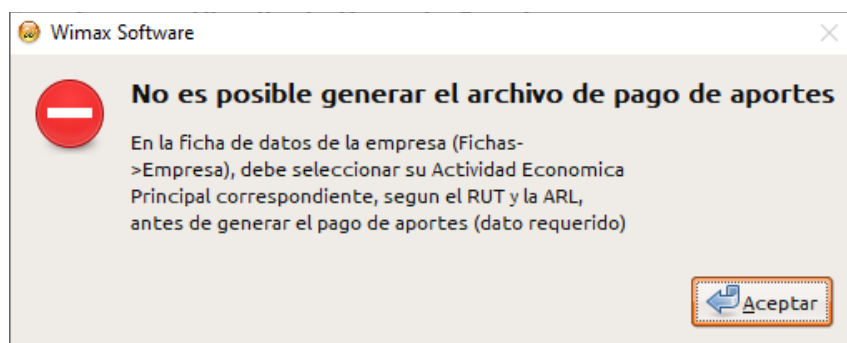 Wimax Software
No es posible generar el archivo de pago de aportes
En la ficha de datos de la empresa (Fichas-
>Empresa), debe seleccionar su Actividad Economica
Principal correspondiente, segun el RUT y la ARL,
antes de generar el pago de aportes (dato requerido)
Aceptar